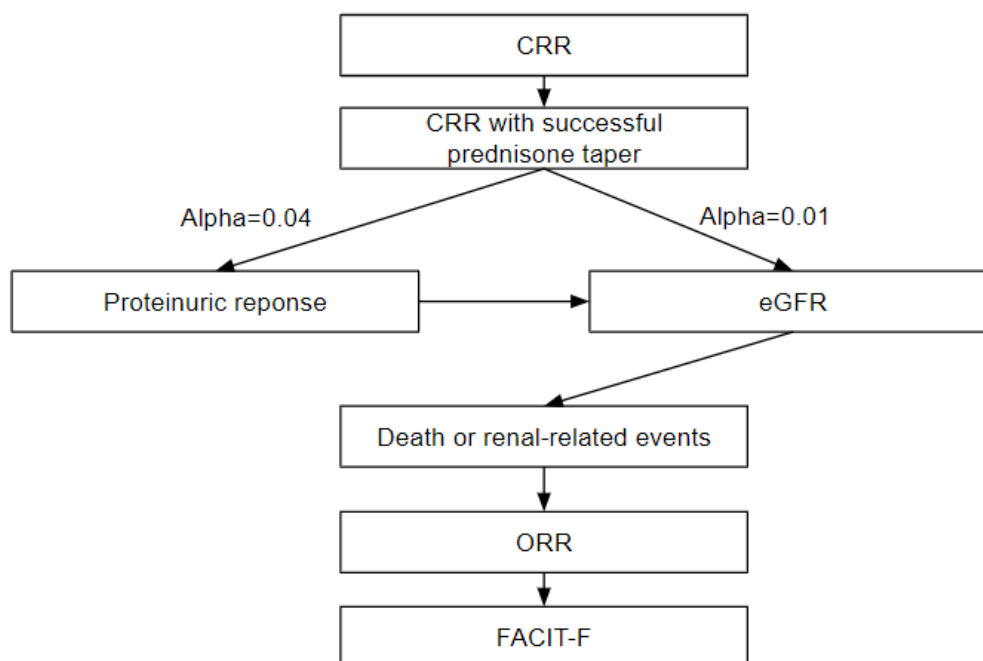 CRR
CRR with successful
prednisone taper
Alpha=0.04
Alpha=0.01
Proteinuric reponse
eGFR
Death or renal-related events
ORR
FACIT-F